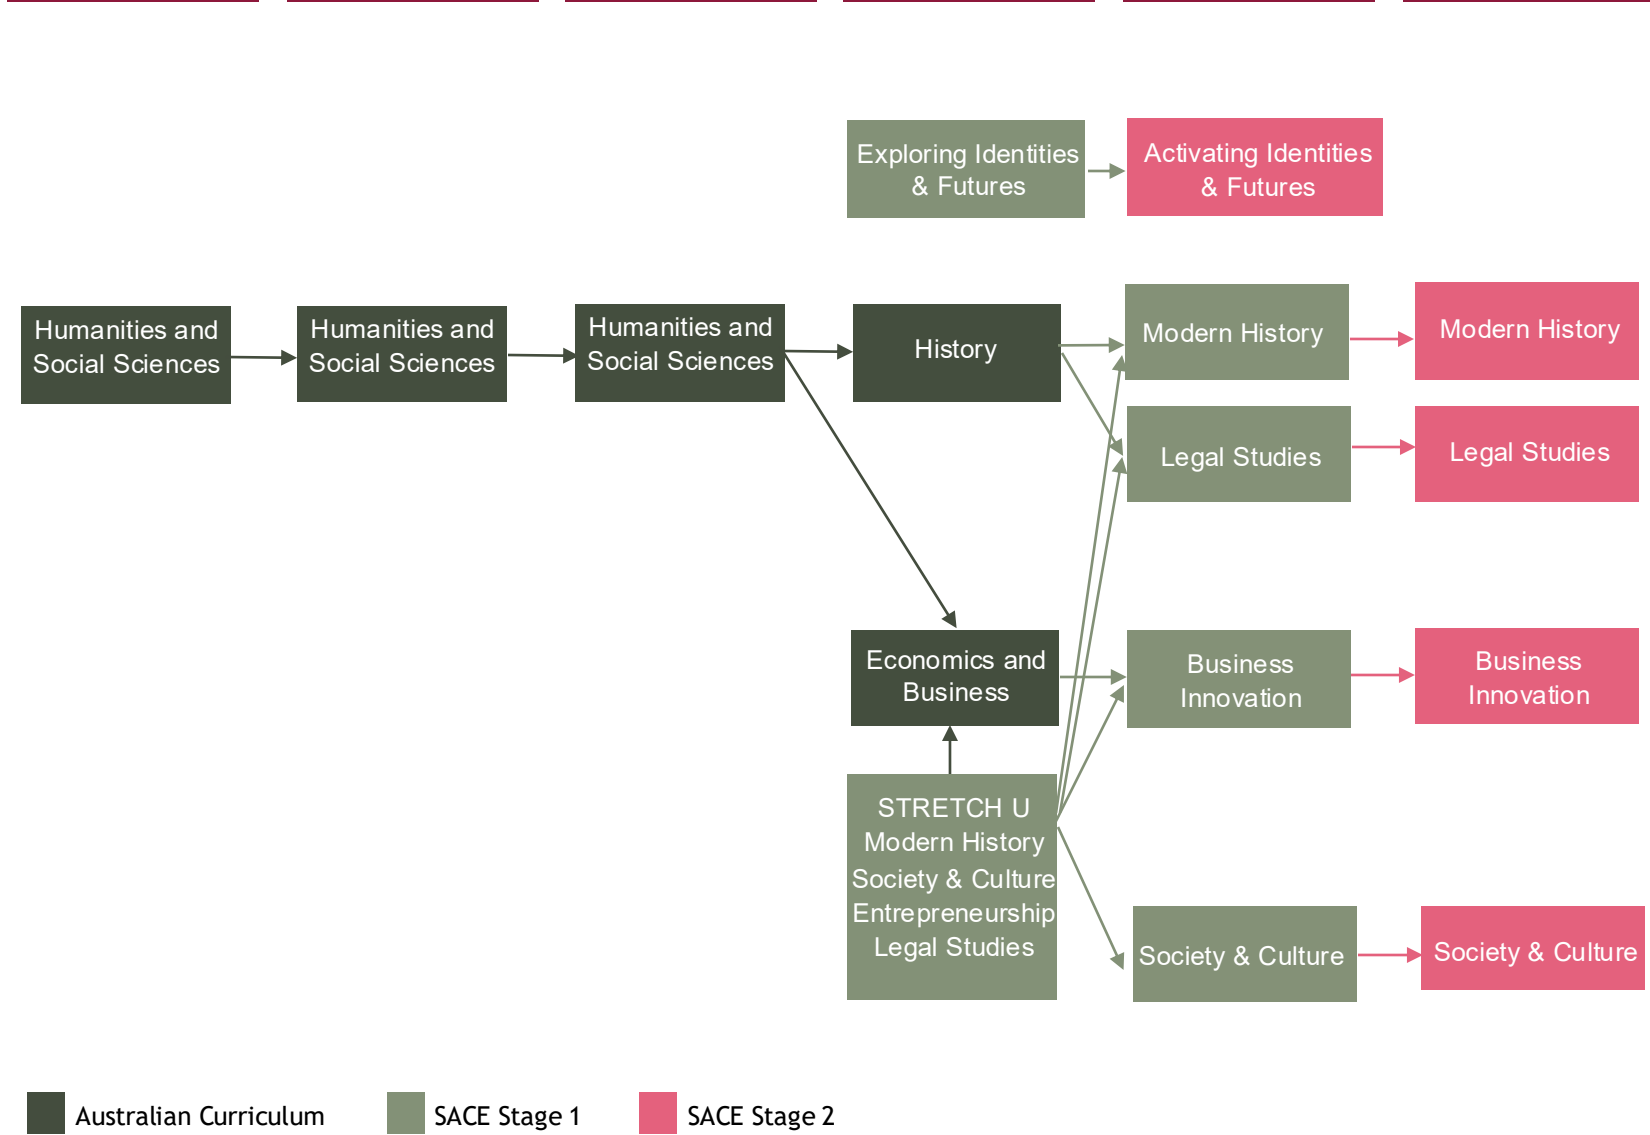 Exploring Identities
& Futures
Activating Identities
& Futures
Humanities and
Social Sciences
Humanities and
Social Sciences
Humanities and
Social Sciences
History
Modern History
Modern History
Legal Studies
Legal Studies
Economics and
Business
Business
Innovation
Business
Innovation
STRETCH U
Modern History
Society & Culture
Entrepreneurship
Legal Studies
Society & Culture
Society & Culture
Australian Curriculum
SACE Stage 1
SACE Stage 2